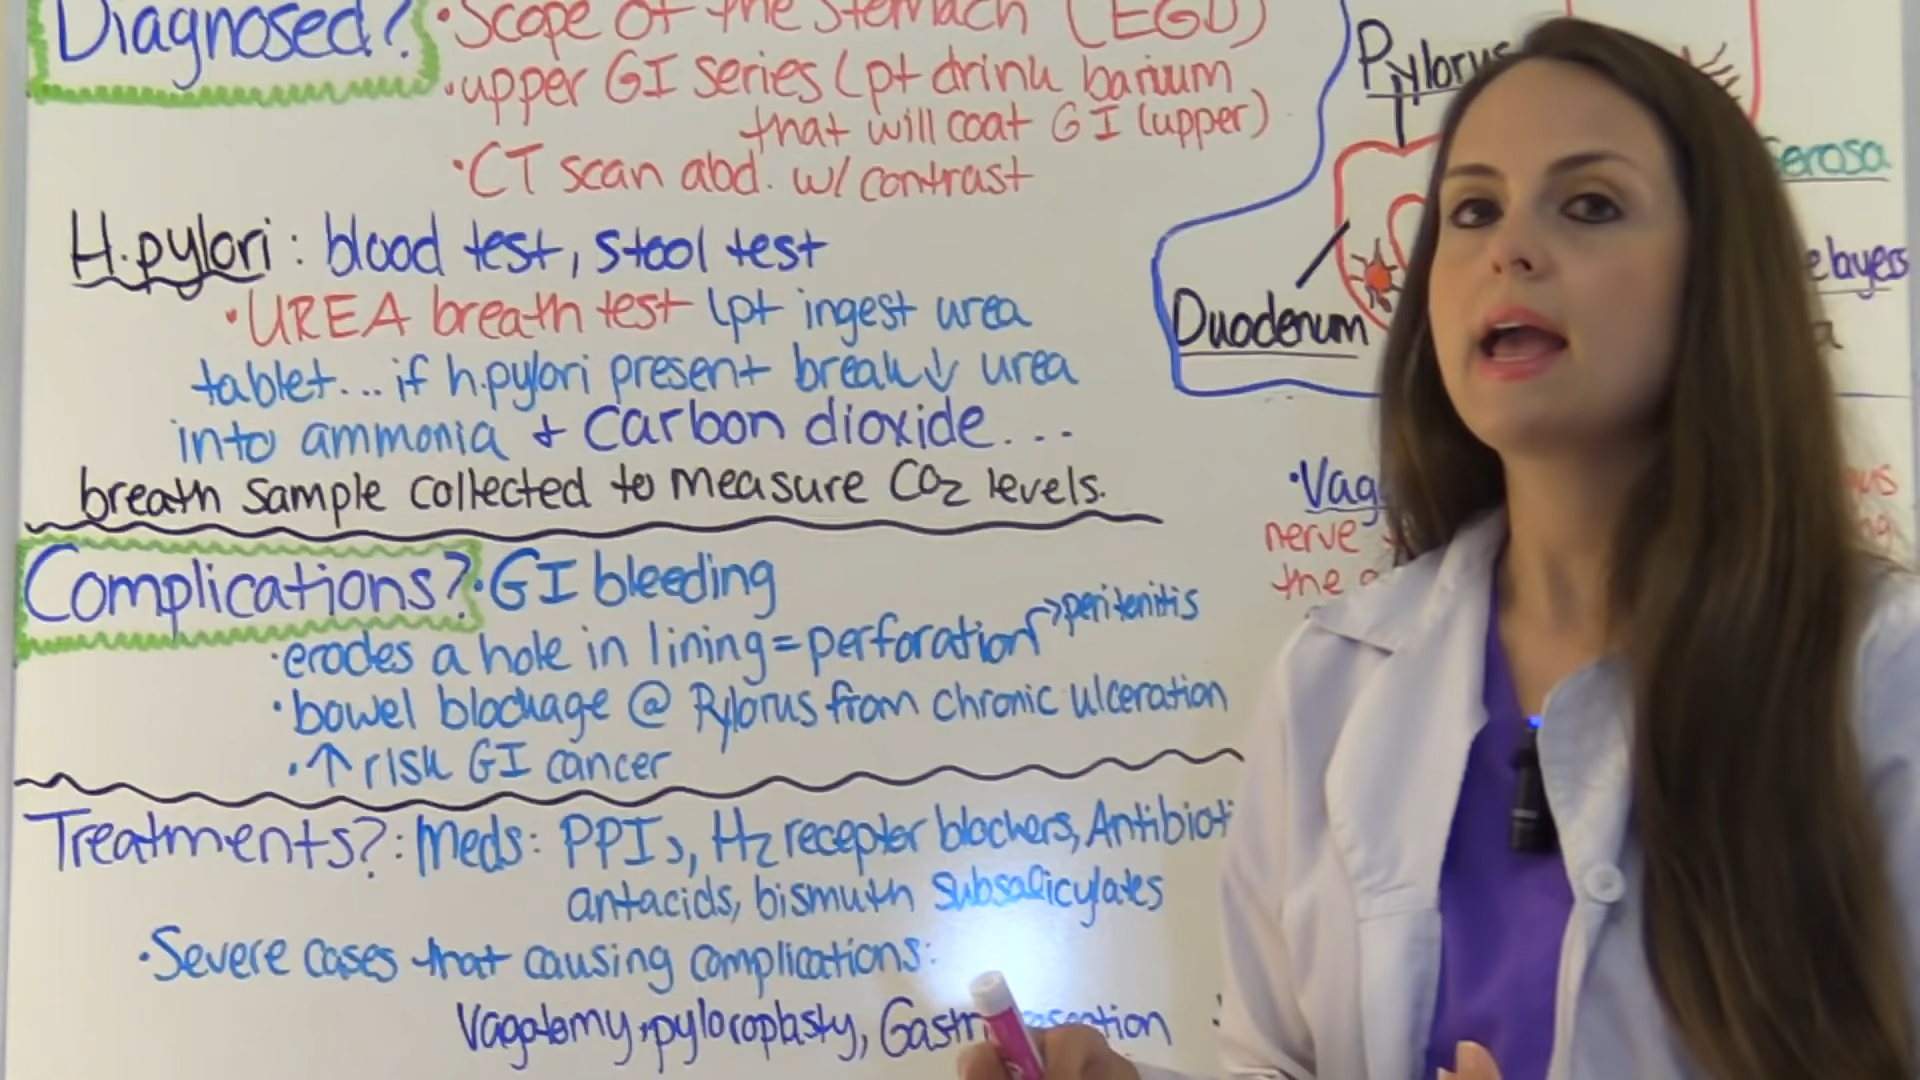 Diagnosed? • Scope of the Stomach (EGD)
• upper GI series (pt drink barium
that will coat GI (upper)
• CT scan abd. w/ contrast
H. pylori: blood test, stool test
• UREA breath test (pt ingest urea
tablet... if h.pylori present break↓ urea
into ammonia + carbon dioxide...
breath sample collected to measure CO2 levels.
Complications? • GI bleeding
• erodes a hole in lining = perforation → peritenitis
• bowel blockage @ Pylorus from chronic ulceration
• ↑ risk GI cancer
Treatments?: Meds: PPIs, H2 recepter blockers, Antibioti
antacids, bismuth subsalicylates
• Severe cases that causing complications:
Vagotemy, pyloroplasty, Gastr
Pylorus
serosa
e layers
Duodenum
a
• Vag
nerve
the